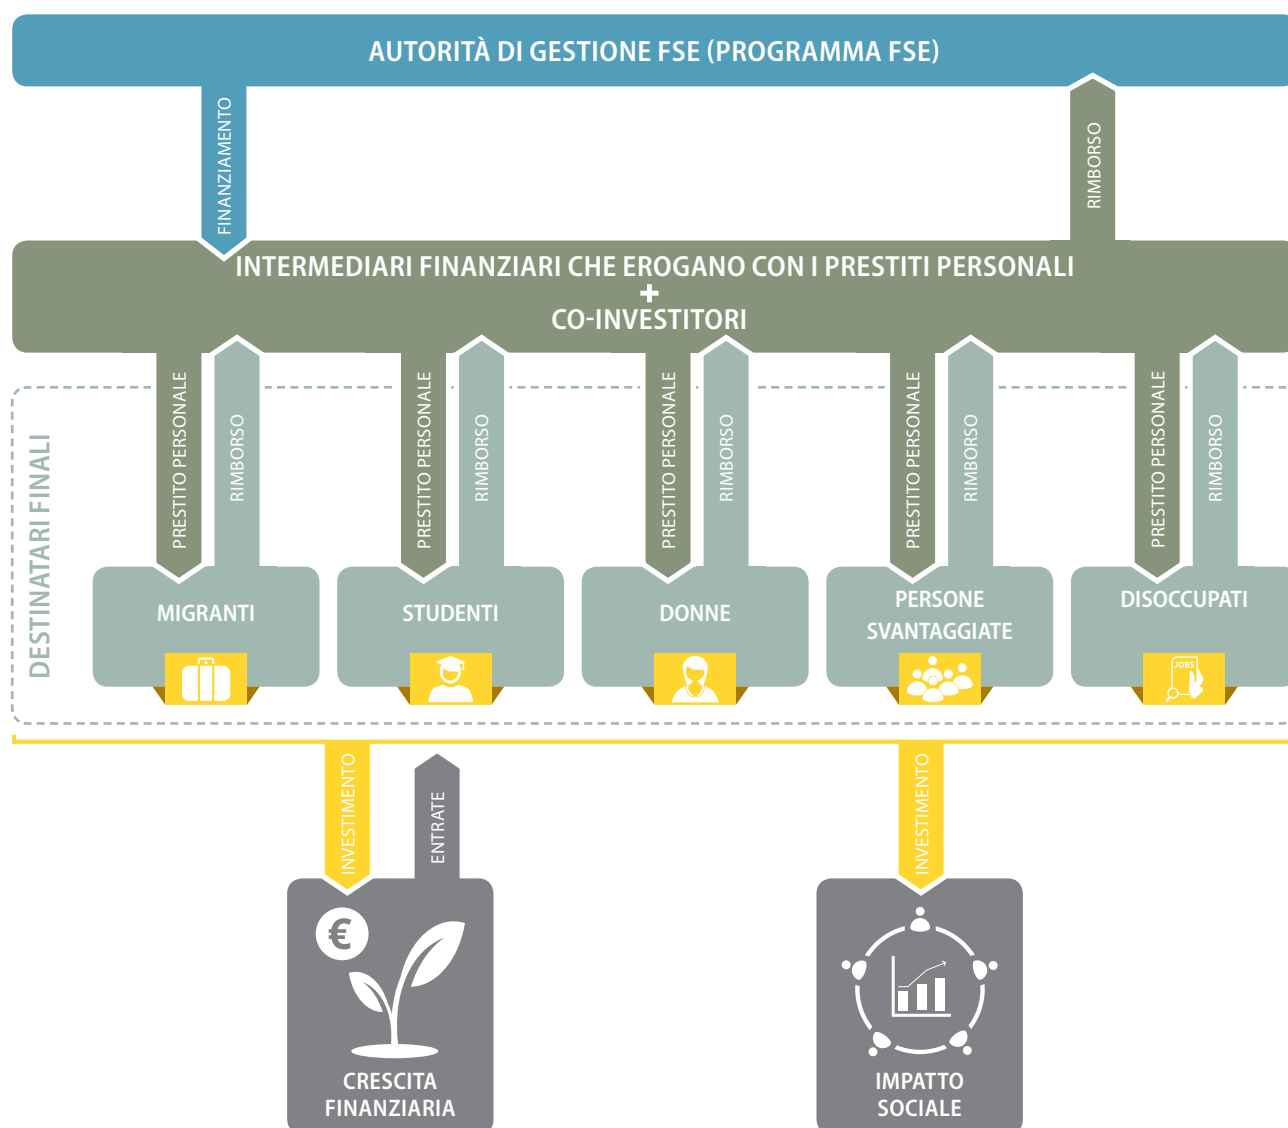 AUTORITÀ DI GESTIONE FSE (PROGRAMMA FSE)
FINANZIAMENTO
RIMBORSO
INTERMEDIARI FINANZIARI CHE EROGANO CON I PRESTITI PERSONALI
+
CO-INVESTITORI
DESTINATARI FINALI
PRESTITO PERSONALE
RIMBORSO
PRESTITO PERSONALE
RIMBORSO
PRESTITO PERSONALE
RIMBORSO
PRESTITO PERSONALE
RIMBORSO
PRESTITO PERSONALE
RIMBORSO
MIGRANTI
STUDENTI
DONNE
PERSONE
SVANTAGGIATE
DISOCCUPATI
JOBS
INVESTIMENTO
ENTRATE
INVESTIMENTO
€
CRESCITA
FINANZIARIA
IMPATTO
SOCIALE